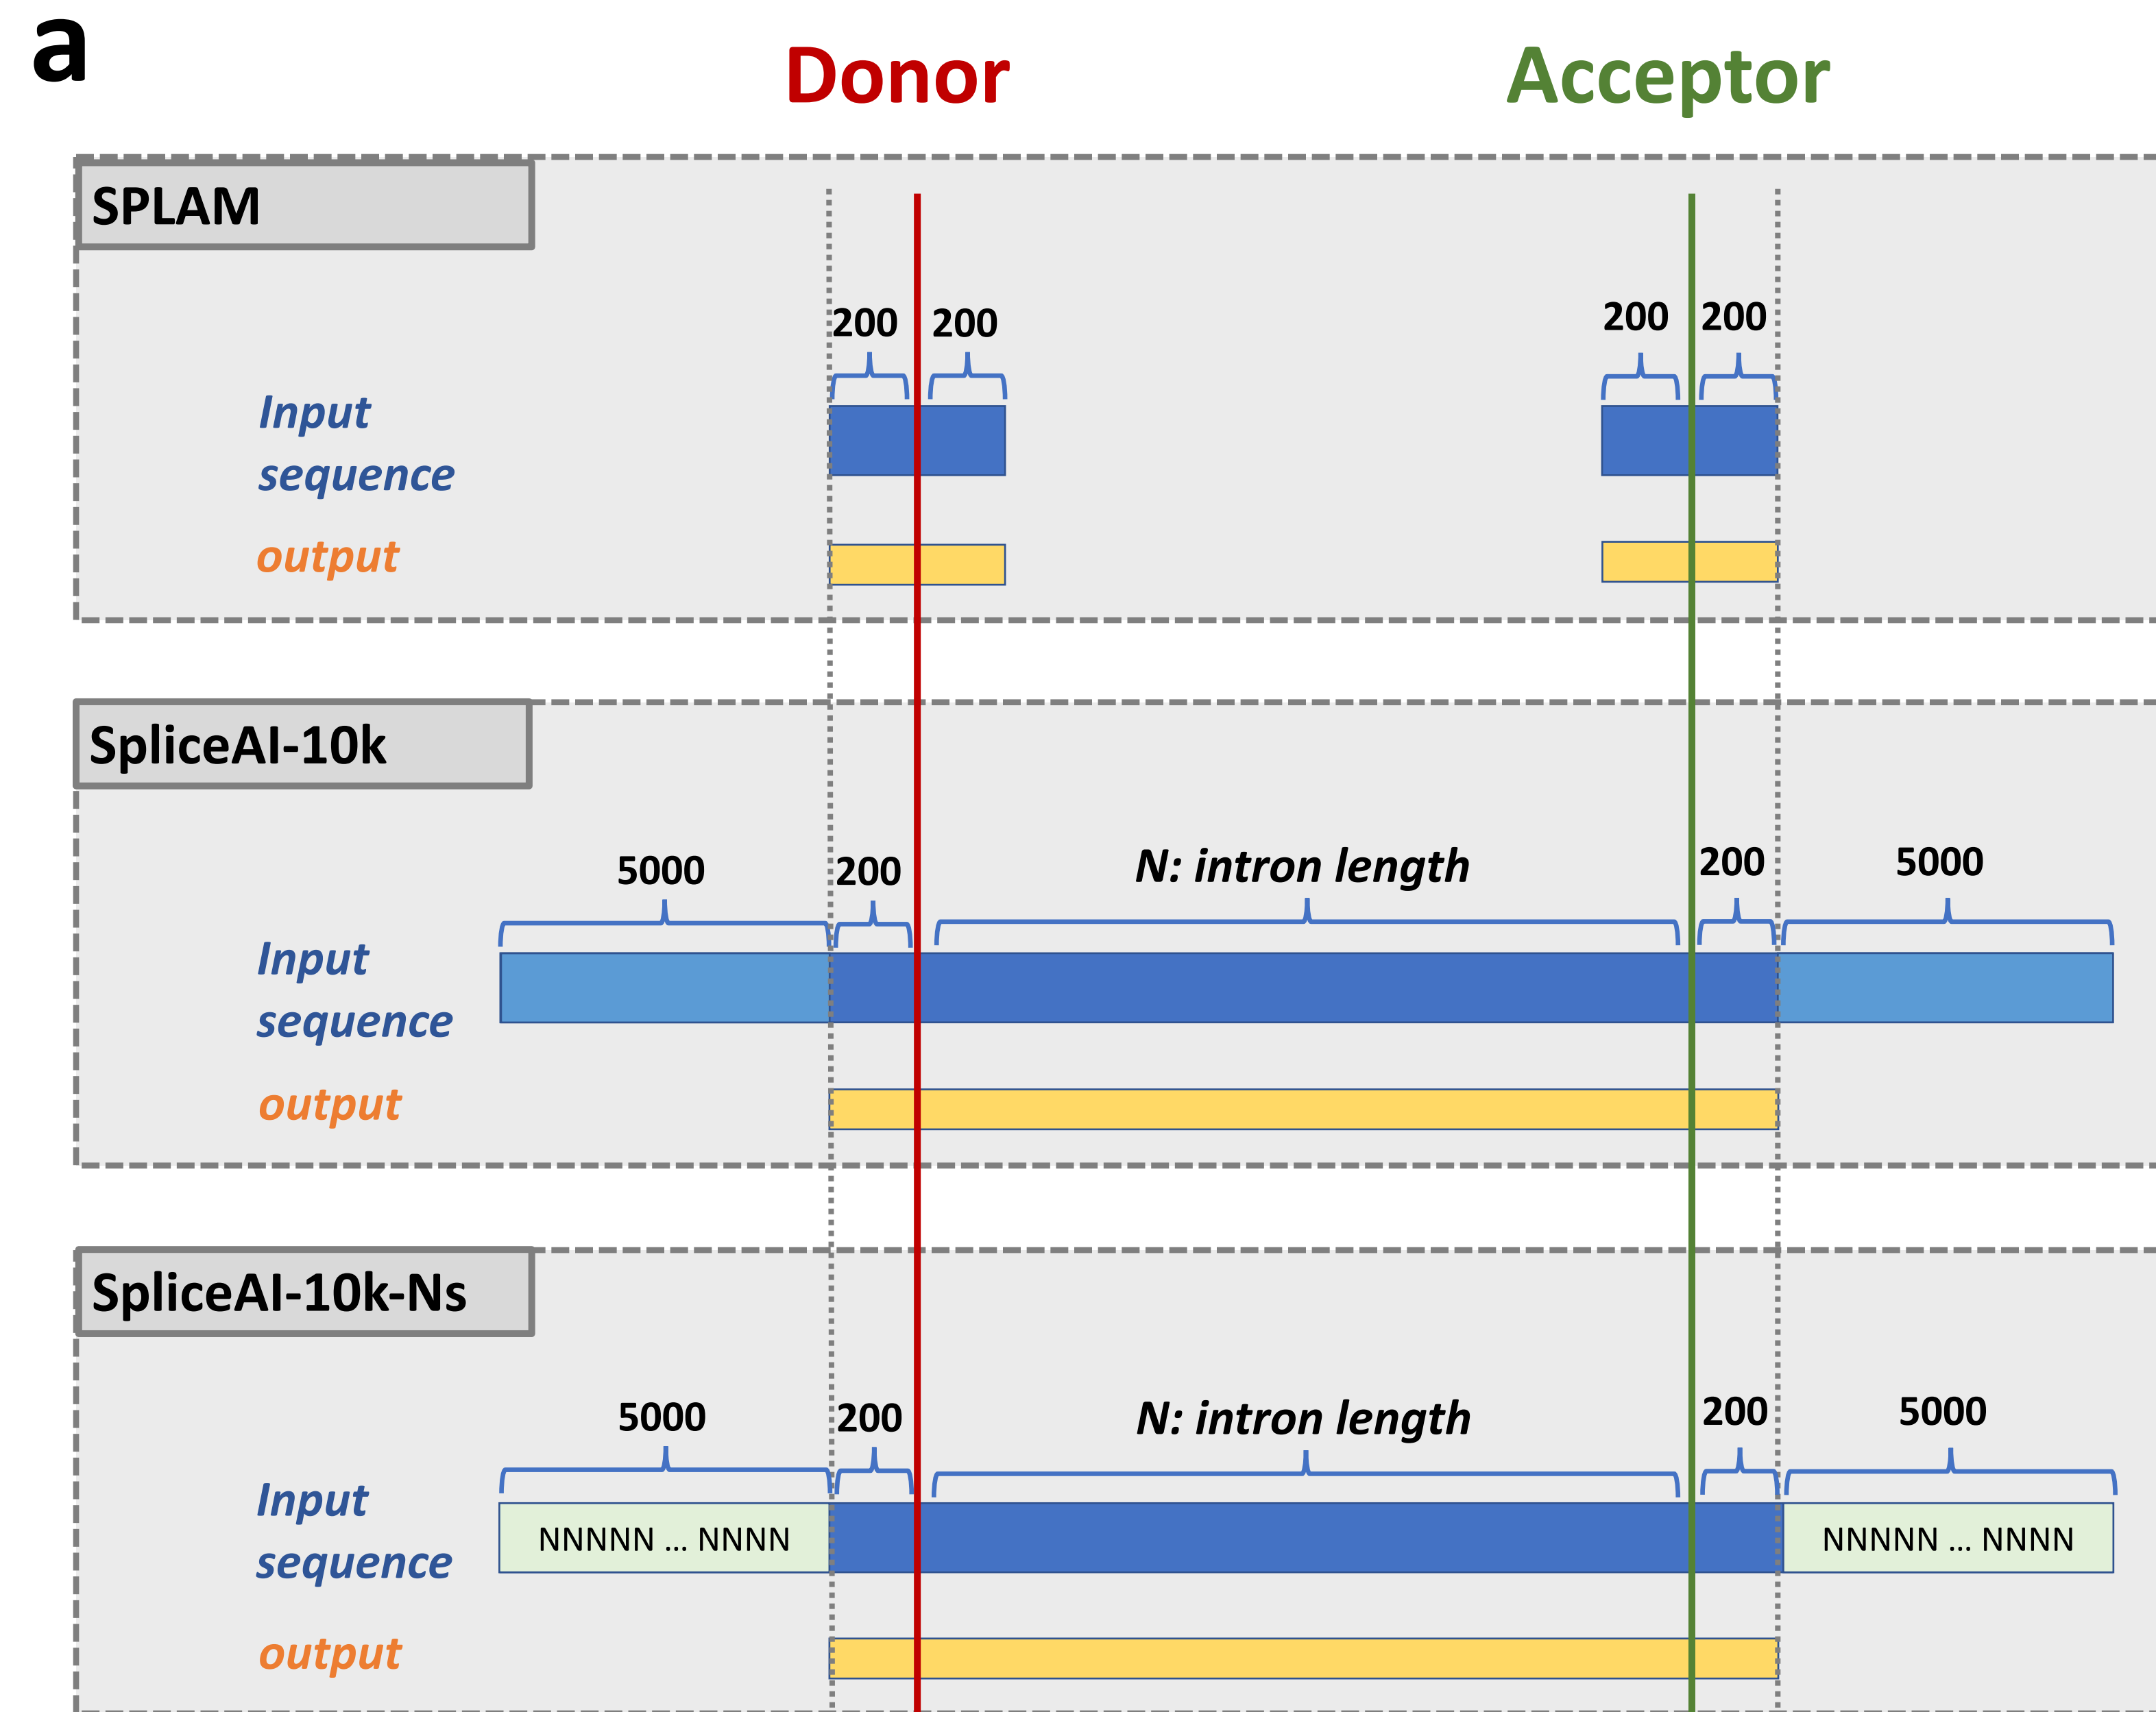 a
Donor Acceptor
SPLAM
200 200 200 200
Input
sequence
output
SpliceAI-10k
5000 200 N: intron length 200 5000
Input
sequence
output
SpliceAI-10k-Ns
5000 200 N: intron length 200 5000
Input
sequence
NNNNN ... NNNN NNNNN ... NNNN
output